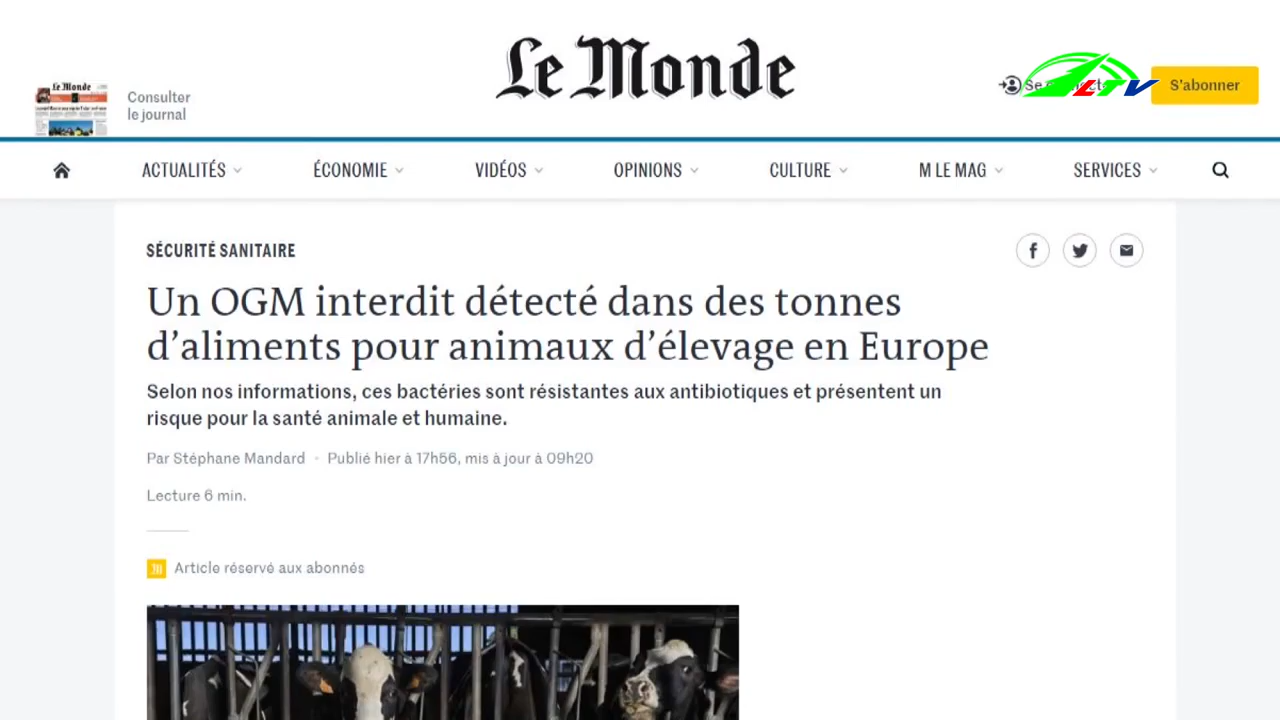 Le Monde
Le Monde
Consulter
le journal
LTV
S'abonner
ACTUALITÉS
ÉCONOMIE
VIDÉOS
OPINIONS
CULTURE
M LE MAG
SERVICES
SÉCURITÉ SANITAIRE
Un OGM interdit détecté dans des tonnes
d’aliments pour animaux d’élevage en Europe
Selon nos informations, ces bactéries sont résistantes aux antibiotiques et présentent un
risque pour la santé animale et humaine.
Par Stéphane Mandard • Publié hier à 17h56, mis à jour à 09h20
Lecture 6 min.
Article réservé aux abonnés